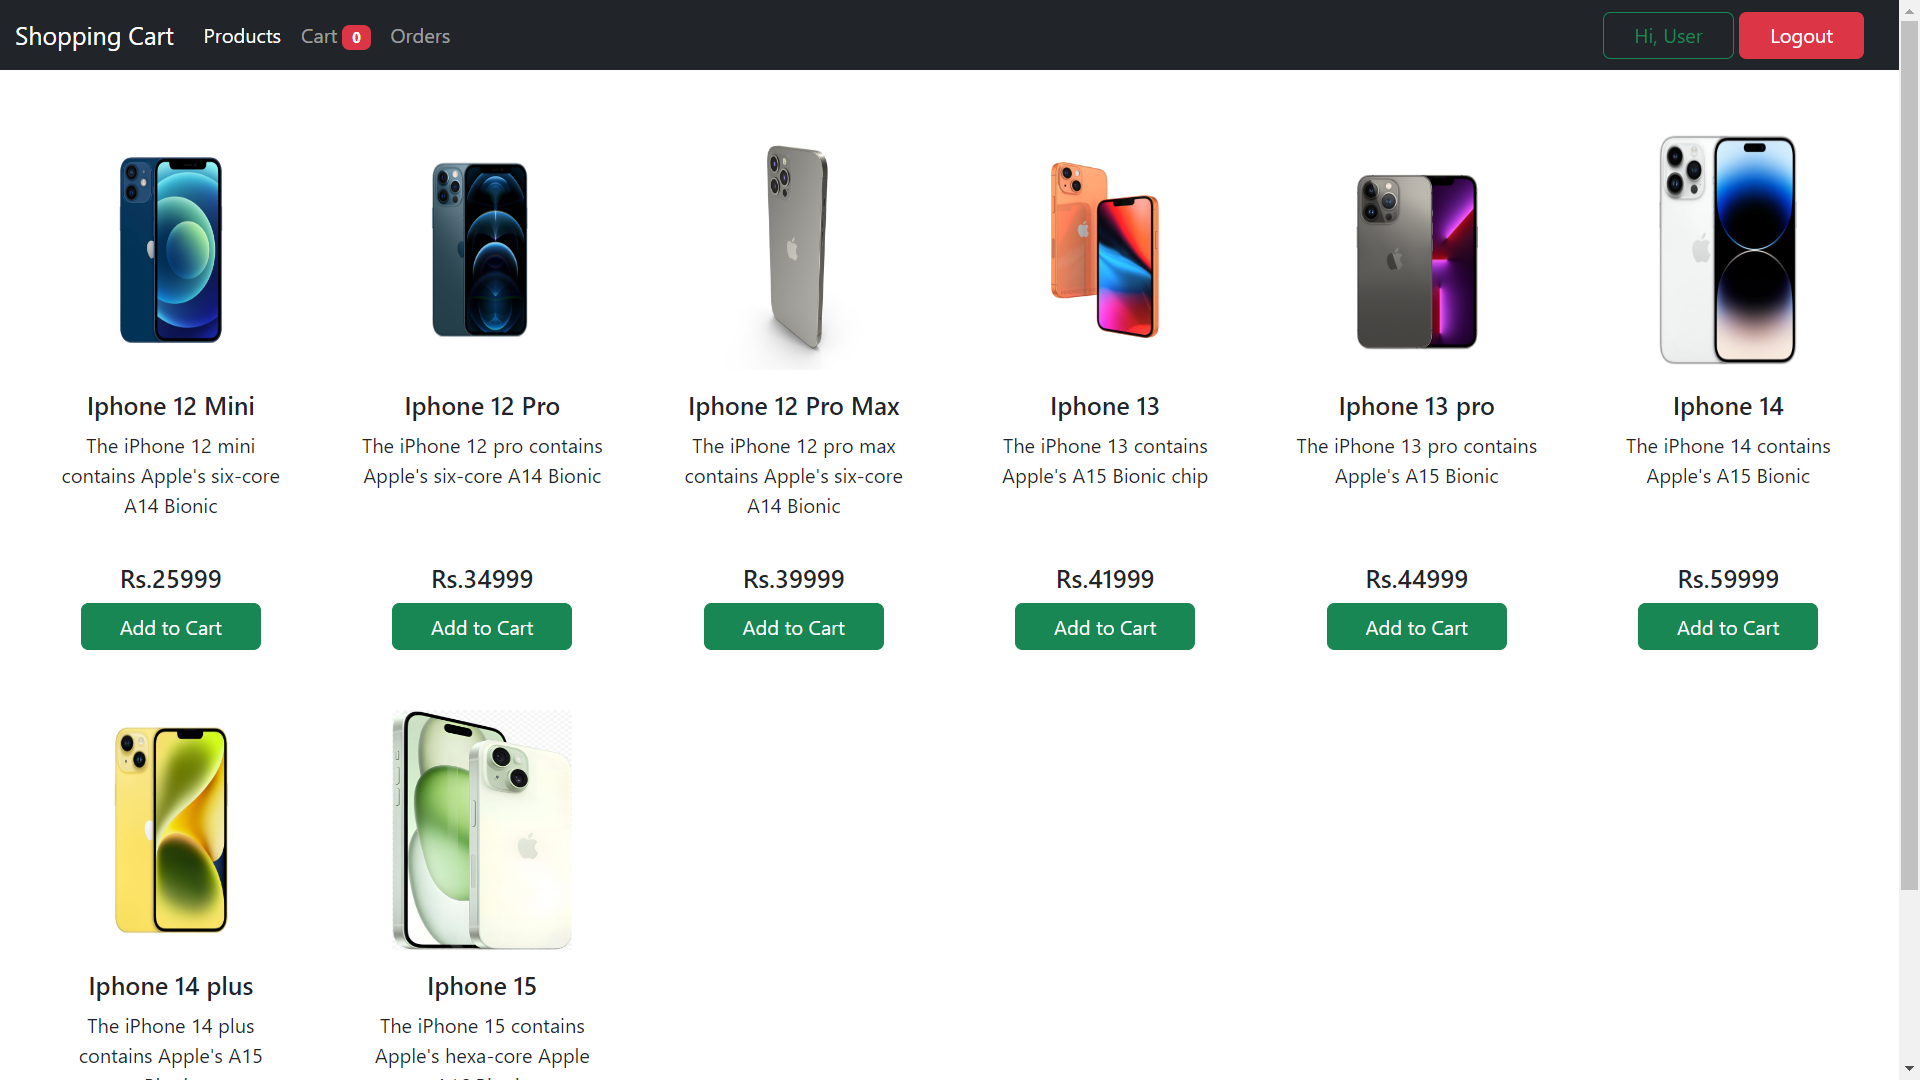 Shopping Cart Products Cart 0 Orders Hi, User Logout
Iphone 12 Mini
The iPhone 12 mini
contains Apple's six-core
A14 Bionic
Rs.25999
Add to Cart
Iphone 12 Pro
The iPhone 12 pro contains
Apple's six-core A14 Bionic
Rs.34999
Add to Cart
Iphone 12 Pro Max
The iPhone 12 pro max
contains Apple's six-core
A14 Bionic
Rs.39999
Add to Cart
Iphone 13
The iPhone 13 contains
Apple's A15 Bionic chip
Rs.41999
Add to Cart
Iphone 13 pro
The iPhone 13 pro contains
Apple's A15 Bionic
Rs.44999
Add to Cart
Iphone 14
The iPhone 14 contains
Apple's A15 Bionic
Rs.59999
Add to Cart
Iphone 14 plus
The iPhone 14 plus
contains Apple's A15
Iphone 15
The iPhone 15 contains
Apple's hexa-core Apple